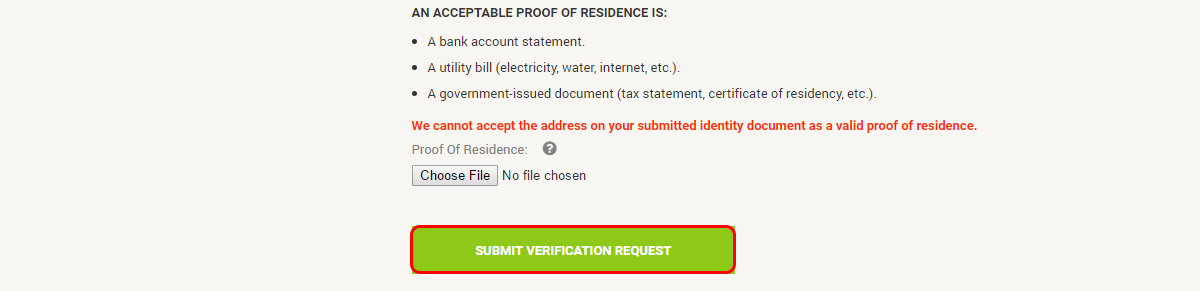 AN ACCEPTABLE PROOF OF RESIDENCE IS:
A bank account statement.
A utility bill (electricity, water, internet, etc.).
A government-issued document (tax statement, certificate of residency, etc.).
We cannot accept the address on your submitted identity document as a valid proof of residence.
Proof Of Residence: ?
Choose File No file chosen
SUBMIT VERIFICATION REQUEST